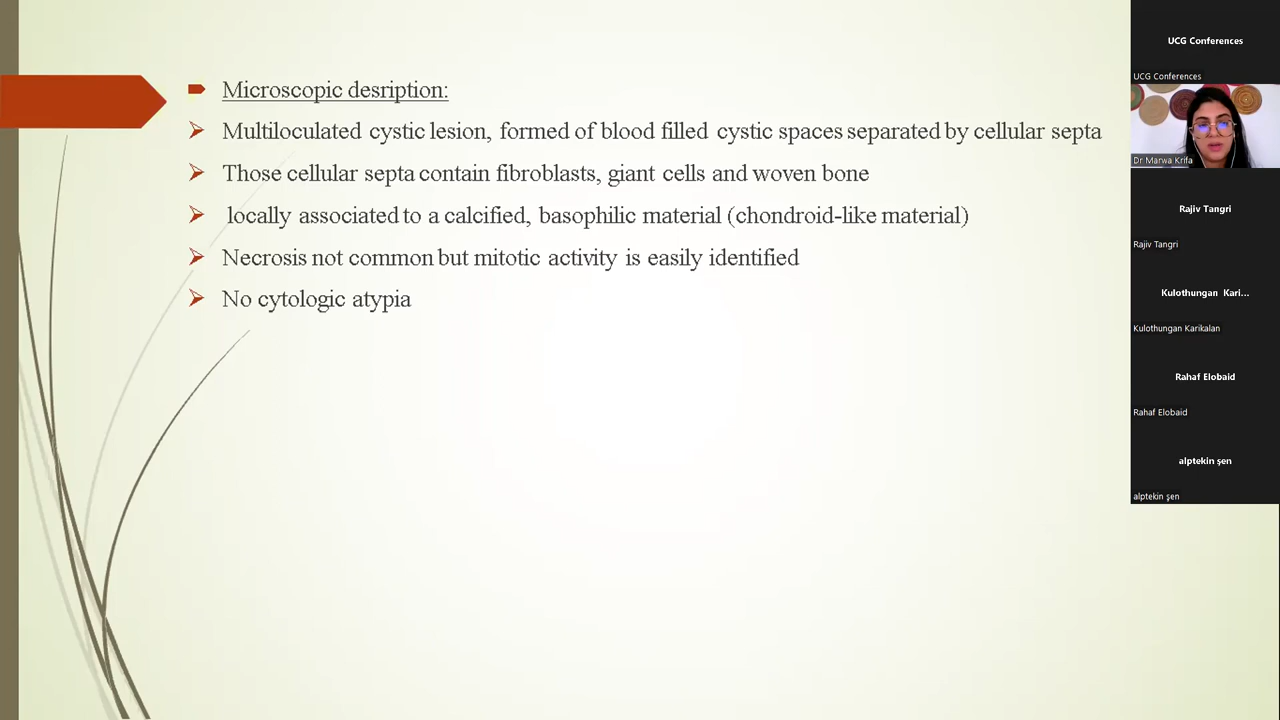 Microscopic desription:
Multiloculated cystic lesion, formed of blood filled cystic spaces separated by cellular septa
Those cellular septa contain fibroblasts, giant cells and woven bone
locally associated to a calcified, basophilic material (chondroid-like material)
Necrosis not common but mitotic activity is easily identified
No cytologic atypia
UCG Conferences
UCG Conferences
Dr Marwa Krifa
Rajiv Tangri
Rajiv Tangri
Kulothungan Kari...
Kulothungan Karikalan
Rahaf Elobaid
Rahaf Elobaid
alptekin şen
alptekin şen